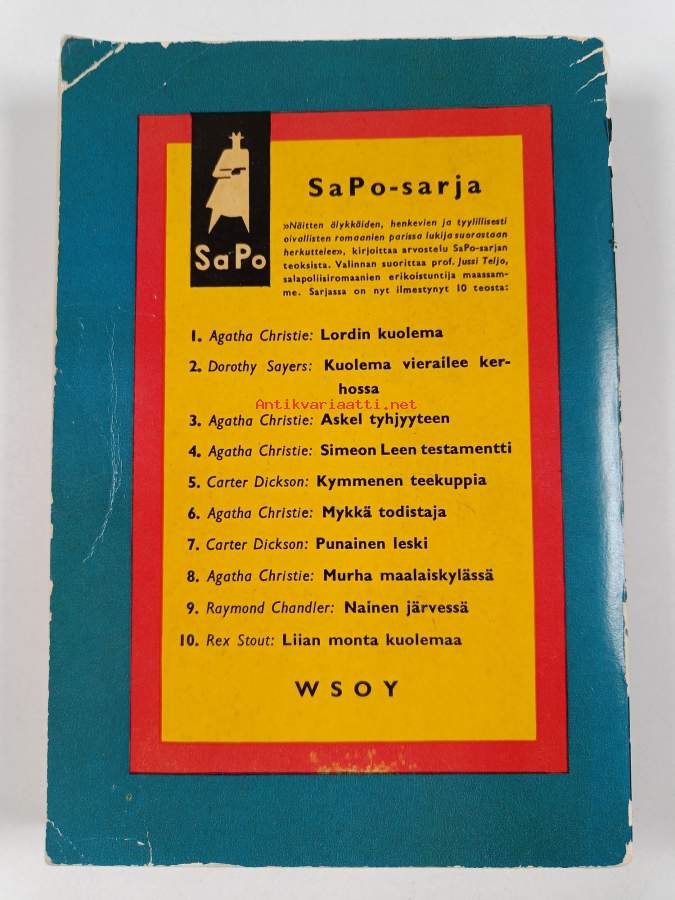 SaPo
SaPo-sarja
»Näitten älykkäiden, henkevien ja tyylillisesti
oivallisten romaanien parissa lukija suorastaan
herkuttelee», kirjoittaa arvostelu SaPo-sarjan
teoksista. Valinnan suorittaa prof. Jussi Teljo,
salapoliisiromaanien erikoistuntija maassam-
me. Sarjassa on nyt ilmestynyt 10 teosta:
1. Agatha Christie: Lordin kuolema
2. Dorothy Sayers: Kuolema vierailee ker-
hossa
Antikvariaatti.net
3. Agatha Christie: Askel tyhjyyteen
4. Agatha Christie: Simeon Leen testamentti
5. Carter Dickson: Kymmenen teekuppia
6. Agatha Christie: Mykkä todistaja
7. Carter Dickson: Punainen leski
8. Agatha Christie: Murha maalaiskylässä
9. Raymond Chandler: Nainen järvessä
10. Rex Stout: Liian monta kuolemaa
WSOY